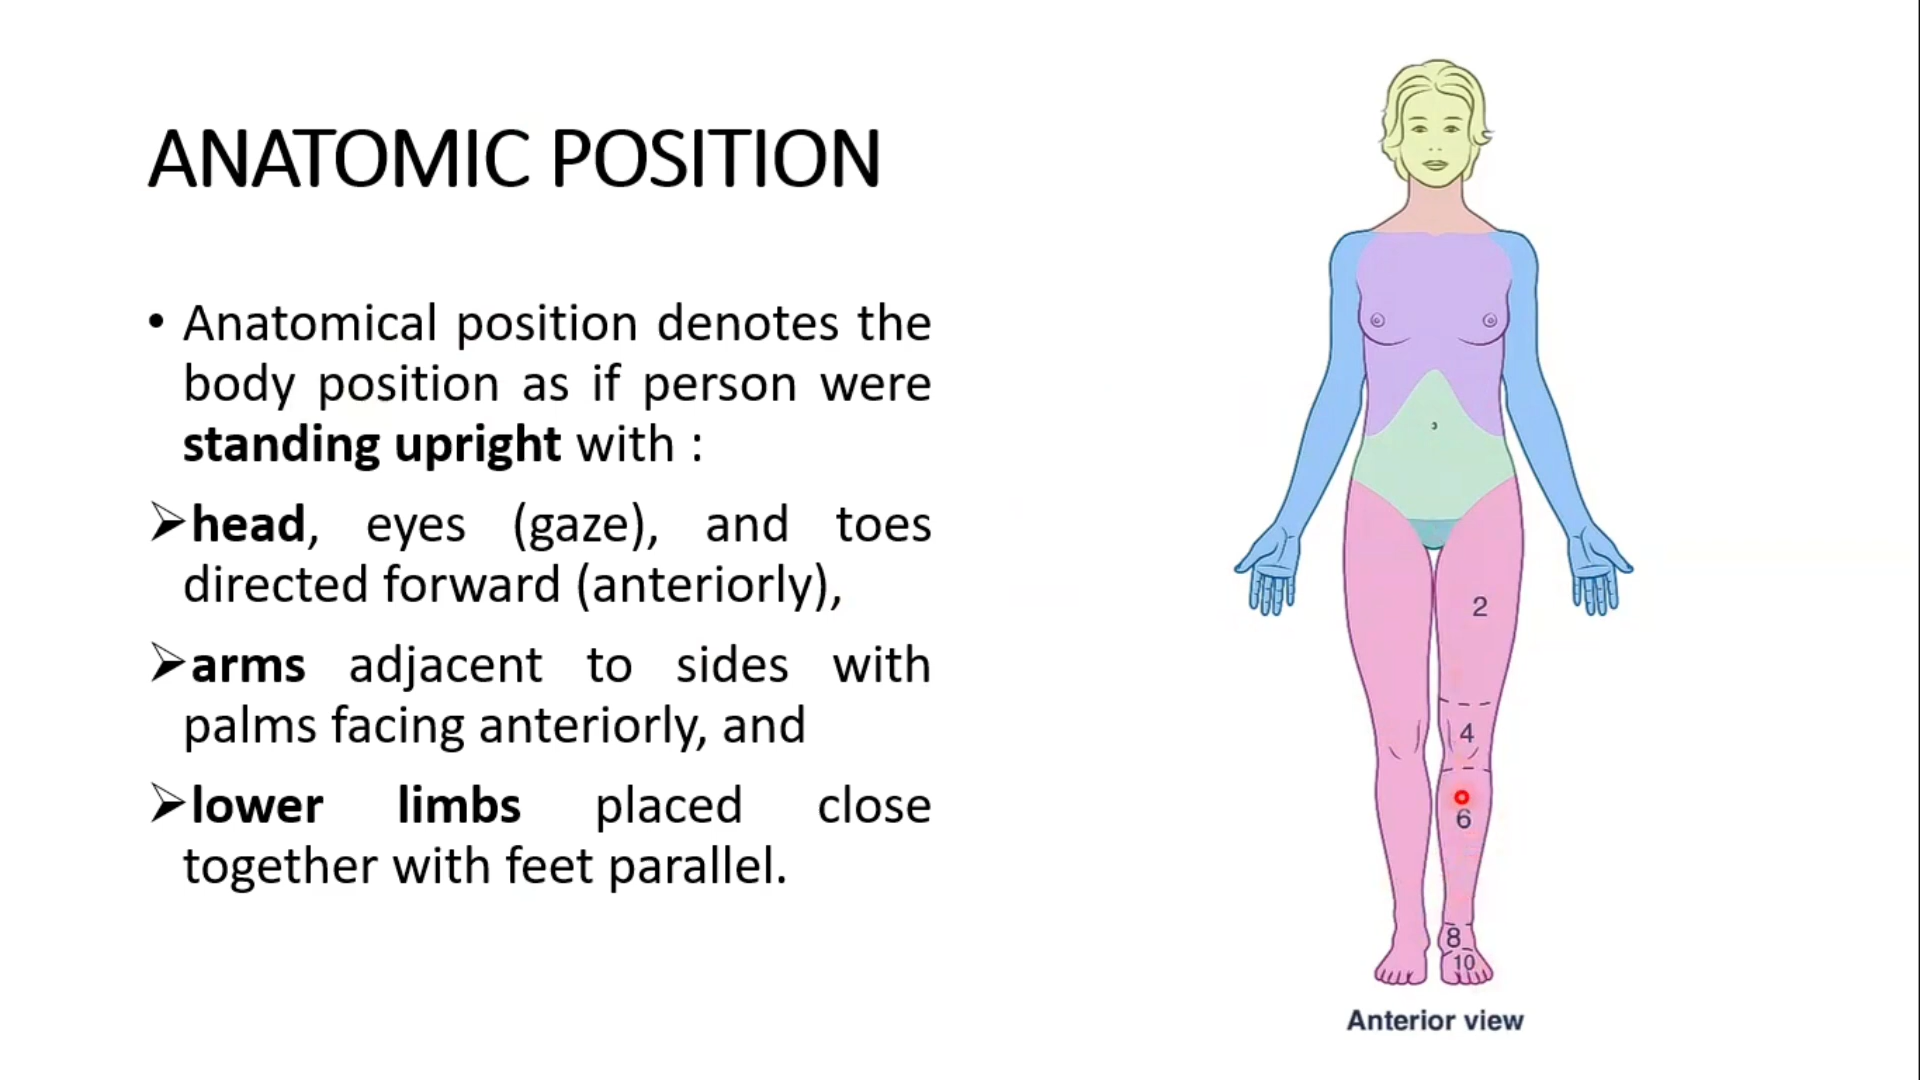 ANATOMIC POSITION
• Anatomical position denotes the
body position as if person were
standing upright with :
➢head, eyes (gaze), and toes
directed forward (anteriorly),
➢arms adjacent to sides with
palms facing anteriorly, and
➢lower limbs placed close
together with feet parallel.
3
2
4
6
8
10
Anterior view